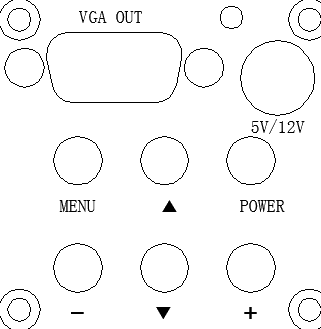 VGA OUT
5V/12V
MENU ▲ POWER
− ▼ +